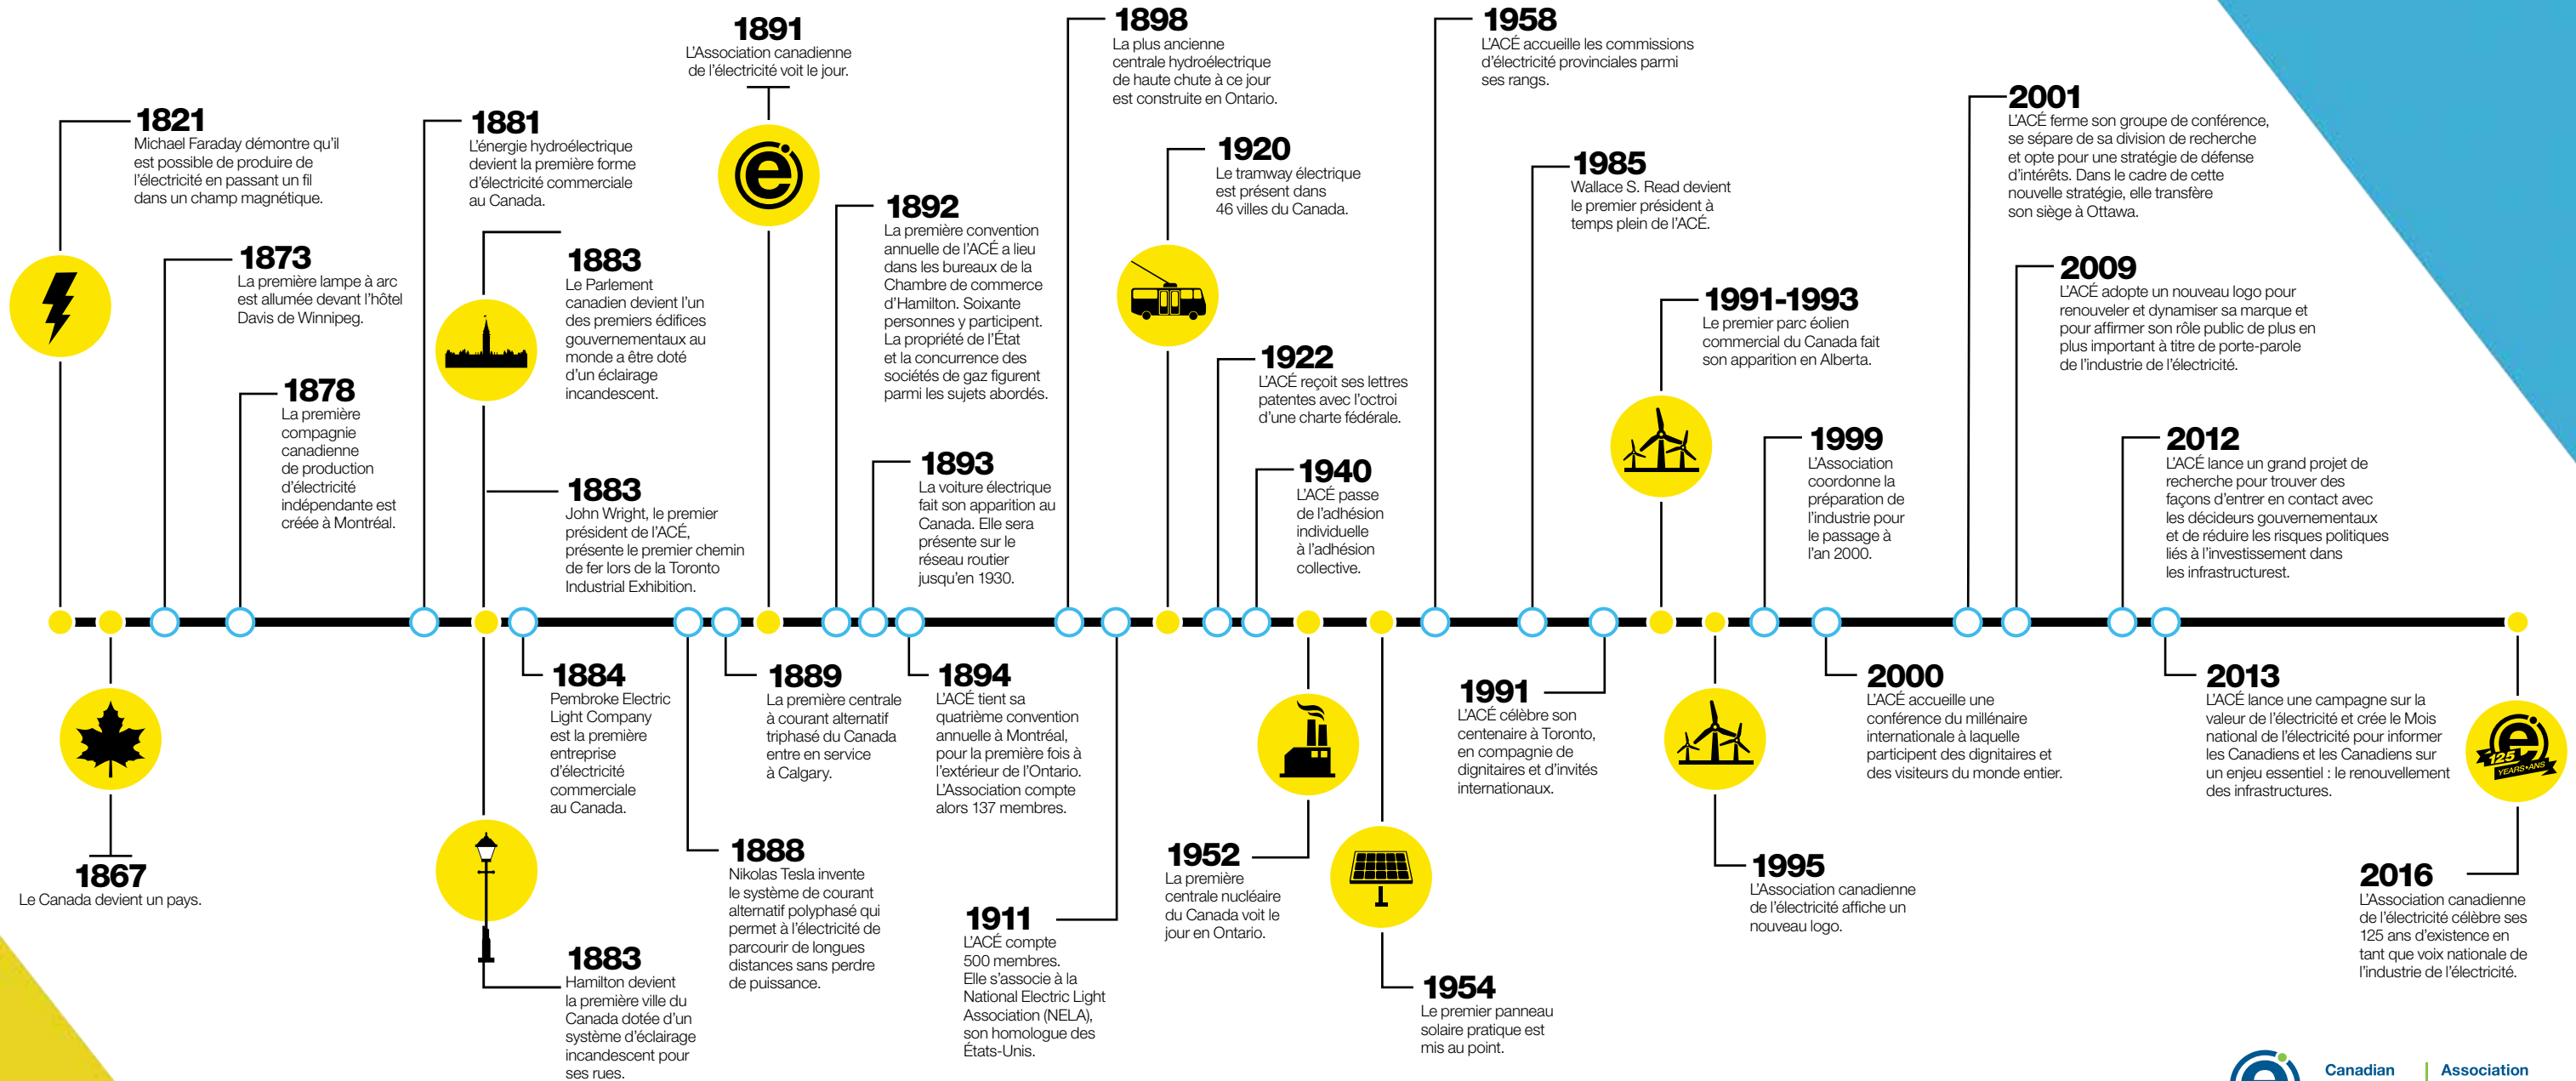 1821
Michael Faraday démontre qu’il
est possible de produire de
l’électricité en passant un fil
dans un champ magnétique.
1867
Le Canada devient un pays.
1873
La première lampe à arc
est allumée devant l’hôtel
Davis de Winnipeg.
1878
La première
compagnie
canadienne
de production
d’électricité
indépendante est
créée à Montréal.
1881
L’énergie hydroélectrique
devient la première forme
d’électricité commerciale
au Canada.
1883
Le Parlement
canadien devient l’un
des premiers édifices
gouvernementaux au
monde a être doté
d’un éclairage
incandescent.
1883
John Wright, le premier
président de l’ACÉ,
présente le premier chemin
de fer lors de la Toronto
Industrial Exhibition.
1883
Hamilton devient
la première ville du
Canada dotée d’un
système d’éclairage
incandescent pour
ses rues.
1884
Pembroke Electric
Light Company
est la première
entreprise
d’électricité
commerciale
au Canada.
1888
Nikolas Tesla invente
le système de courant
alternatif polyphasé qui
permet à l’électricité de
parcourir de longues
distances sans perdre
de puissance.
1889
La première centrale
à courant alternatif
triphasé du Canada
entre en service
à Calgary.
1891
L’Association canadienne
de l’électricité voit le jour.
e
1892
La première convention
annuelle de l’ACÉ a lieu
dans les bureaux de la
Chambre de commerce
d’Hamilton. Soixante
personnes y participent.
La propriété de l’État
et la concurrence des
sociétés de gaz figurent
parmi les sujets abordés.
1893
La voiture électrique
fait son apparition au
Canada. Elle sera
présente sur le
réseau routier
jusqu’en 1930.
1894
L’ACÉ tient sa
quatrième convention
annuelle à Montréal,
pour la première fois à
l’extérieur de l’Ontario.
L’Association compte
alors 137 membres.
1898
La plus ancienne
centrale hydroélectrique
de haute chute à ce jour
est construite en Ontario.
1911
L’ACÉ compte
500 membres.
Elle s’associe à la
National Electric Light
Association (NELA),
son homologue des
États-Unis.
1920
Le tramway électrique
est présent dans
46 villes du Canada.
1922
L’ACÉ reçoit ses lettres
patentes avec l’octroi
d’une charte fédérale.
1940
L’ACÉ passe
de l’adhésion
individuelle
à l’adhésion
collective.
1952
La première
centrale nucléaire
du Canada voit le
jour en Ontario.
1954
Le premier panneau
solaire pratique est
mis au point.
1958
L’ACÉ accueille les commissions
d’électricité provinciales parmi
ses rangs.
1985
Wallace S. Read devient
le premier président à
temps plein de l’ACÉ.
1991
L’ACÉ célèbre son
centenaire à Toronto,
en compagnie de
dignitaires et d’invités
internationaux.
1991-1993
Le premier parc éolien
commercial du Canada fait
son apparition en Alberta.
1995
L’Association canadienne
de l’électricité affiche un
nouveau logo.
1999
L’Association
coordonne la
préparation de
l’industrie pour
le passage à
l’an 2000.
2000
L’ACÉ accueille une
conférence du millénaire
internationale à laquelle
participent des dignitaires et
des visiteurs du monde entier.
2001
L’ACÉ ferme son groupe de conférence,
se sépare de sa division de recherche
et opte pour une stratégie de défense
d’intérêts. Dans le cadre de cette
nouvelle stratégie, elle transfère
son siège à Ottawa.
2009
L’ACÉ adopte un nouveau logo pour
renouveler et dynamiser sa marque et
pour affirmer son rôle public de plus en
plus important à titre de porte-parole
de l’industrie de l’électricité.
2012
L’ACÉ lance un grand projet de
recherche pour trouver des
façons d’entrer en contact avec
les décideurs gouvernementaux
et de réduire les risques politiques
liés à l’investissement dans
les infrastructurest.
2013
L’ACÉ lance une campagne sur la
valeur de l’électricité et crée le Mois
national de l’électricité pour informer
les Canadiens et les Canadiens sur
un enjeu essentiel : le renouvellement
des infrastructures.
e
125
YEARS•ANS
2016
L’Association canadienne
de l’électricité célèbre ses
125 ans d’existence en
tant que voix nationale de
l’industrie de l’électricité.
Canadian
Association